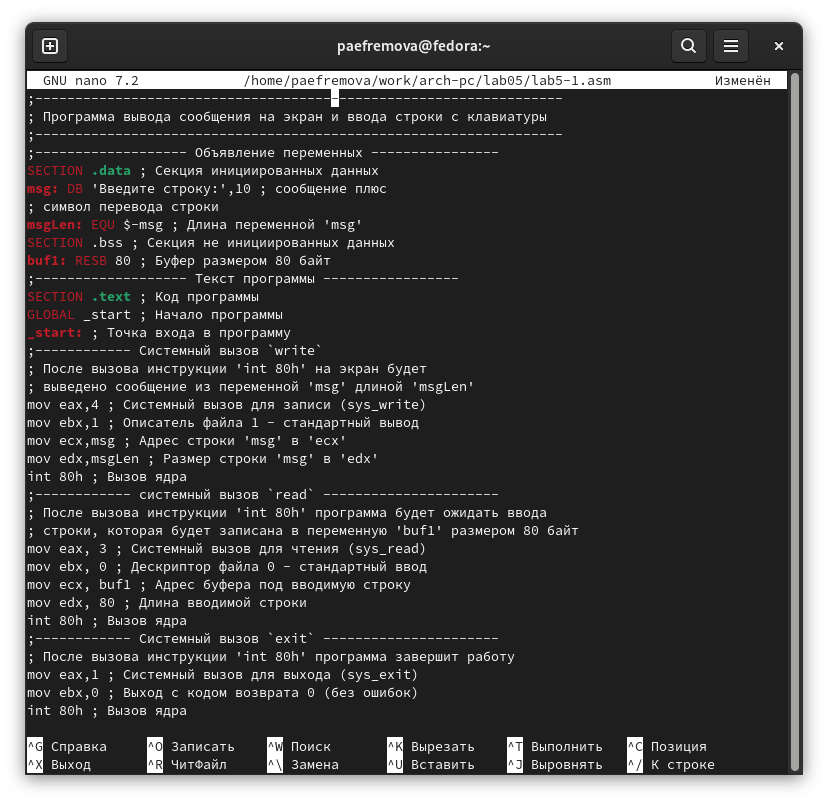 paefremova@fedora:~
GNU nano 7.2 /home/paefremova/work/arch-pc/lab05/lab5-1.asm Изменён
;------------------------------------------------------------------
; Программа вывода сообщения на экран и ввода строки с клавиатуры
;------------------------------------------------------------------
;------------------- Объявление переменных ----------------
SECTION .data ; Секция инициированных данных
msg: DB 'Введите строку:',10 ; сообщение плюс
; символ перевода строки
msgLen: EQU $-msg ; Длина переменной 'msg'
SECTION .bss ; Секция не инициированных данных
buf1: RESB 80 ; Буфер размером 80 байт
;------------------- Текст программы -----------------
SECTION .text ; Код программы
GLOBAL _start ; Начало программы
_start: ; Точка входа в программу
;------------ Системный вызов `write`
; После вызова инструкции 'int 80h' на экран будет
; выведено сообщение из переменной 'msg' длиной 'msgLen'
mov eax,4 ; Системный вызов для записи (sys_write)
mov ebx,1 ; Описатель файла 1 - стандартный вывод
mov ecx,msg ; Адрес строки 'msg' в 'ecx'
mov edx,msgLen ; Размер строки 'msg' в 'edx'
int 80h ; Вызов ядра
;------------ системный вызов `read` ----------------------
; После вызова инструкции 'int 80h' программа будет ожидать ввода
; строки, которая будет записана в переменную 'buf1' размером 80 байт
mov eax, 3 ; Системный вызов для чтения (sys_read)
mov ebx, 0 ; Дескриптор файла 0 - стандартный ввод
mov ecx, buf1 ; Адрес буфера под вводимую строку
mov edx, 80 ; Длина вводимой строки
int 80h ; Вызов ядра
;------------ Системный вызов `exit` ----------------------
; После вызова инструкции 'int 80h' программа завершит работу
mov eax,1 ; Системный вызов для выхода (sys_exit)
mov ebx,0 ; Выход с кодом возврата 0 (без ошибок)
int 80h ; Вызов ядра
^G Справка ^O Записать ^W Поиск ^K Вырезать ^T Выполнить ^C Позиция
^X Выход ^R ЧитФайл ^\ Замена ^U Вставить ^J Выровнять ^/ К строке